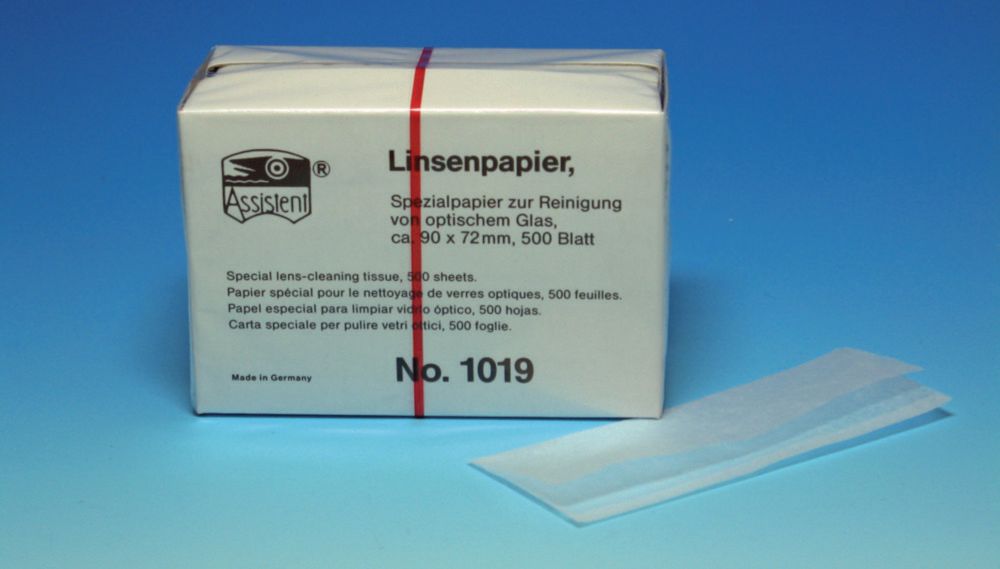 Assistent ®
Linsenpapier,
Spezialpapier zur Reinigung
von optischem Glas,
ca. 90 x 72mm, 500 Blatt
Special lens-cleaning tissue, 500 sheets.
Papier spécial pour le nettoyage de verres optiques, 500 feuilles.
Papel especial para limpiar vidrio óptico, 500 hojas.
Carta speciale per pulire vetri ottici, 500 foglie.
Made in Germany
No. 1019